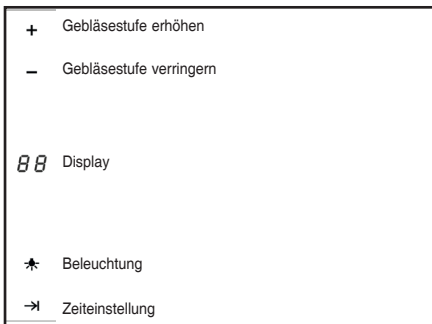 + Gebläsestufe erhöhen
– Gebläsestufe verringern
88 Display
Beleuchtung
Zeiteinstellung